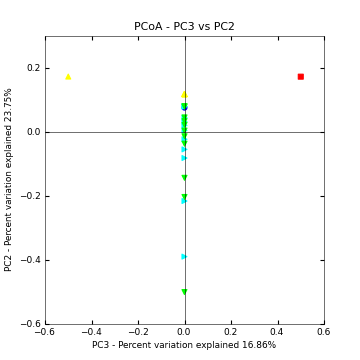 PCoA - PC3 vs PC2
PC2 - Percent variation explained 23.75%
0.2
0.0
−0.2
−0.4
−0.6
−0.6 −0.4 −0.2 0.0 0.2 0.4 0.6
PC3 - Percent variation explained 16.86%